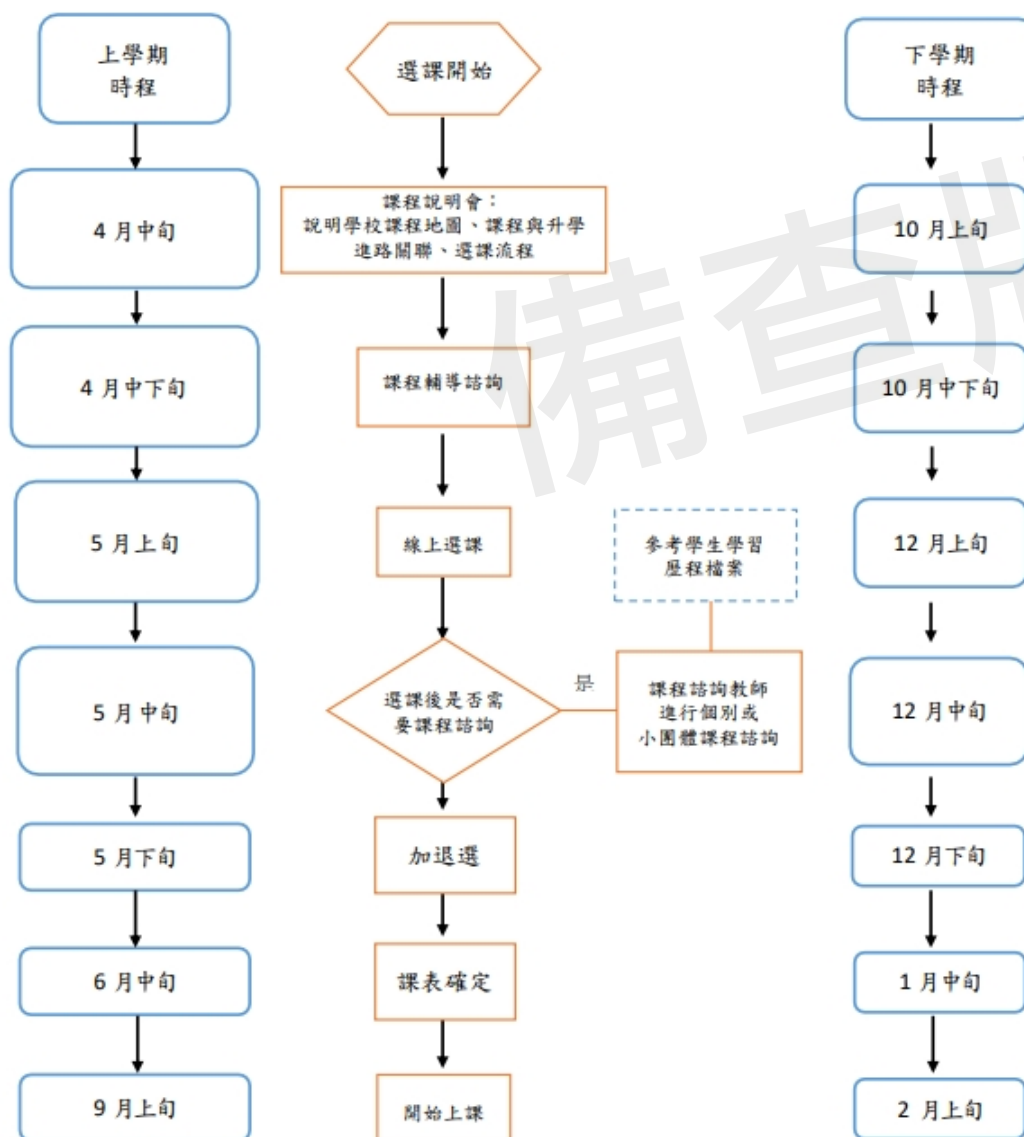 上學期
時程
選課開始
下學期
時程
4 月中旬
課程說明會：
說明學校課程地圖、課程與升學
進路關聯、選課流程
10 月上旬
4 月中下旬
課程輔導諮詢
10 月中下旬
5 月上旬
線上選課
參考學生學習
歷程檔案
12 月上旬
5 月中旬
選課後是否需
要課程諮詢
是
課程諮詢教師
進行個別或
小團體課程諮詢
12 月中旬
5 月下旬
加退選
12 月下旬
6 月中旬
課表確定
1 月中旬
9 月上旬
開始上課
2 月上旬
備查版